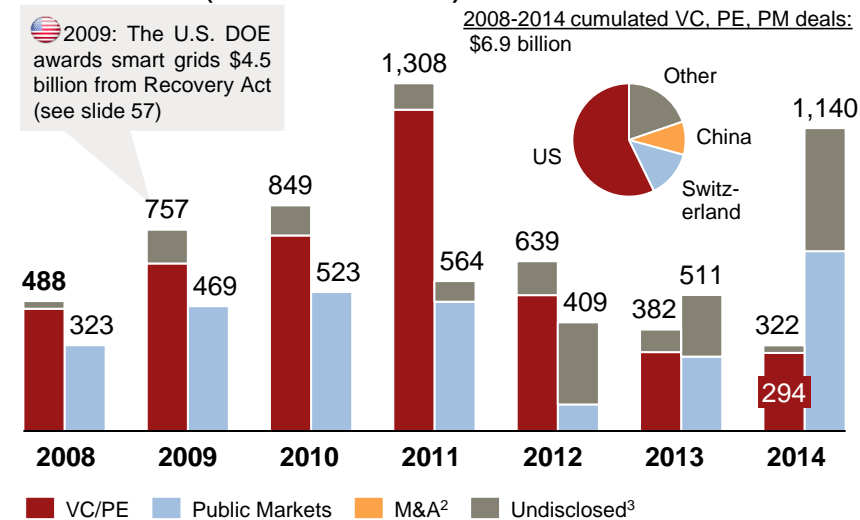 2009: The U.S. DOE
awards smart grids $4.5
billion from Recovery Act
(see slide 57)
2008-2014 cumulated VC, PE, PM deals:
$6.9 billion
Other
China
US
Switz-
erland
488
323
757
469
849
523
1,308
564
639
409
382
511
322
294
1,140
2008 2009 2010 2011 2012 2013 2014
VC/PE Public Markets M&A² Undisclosed³